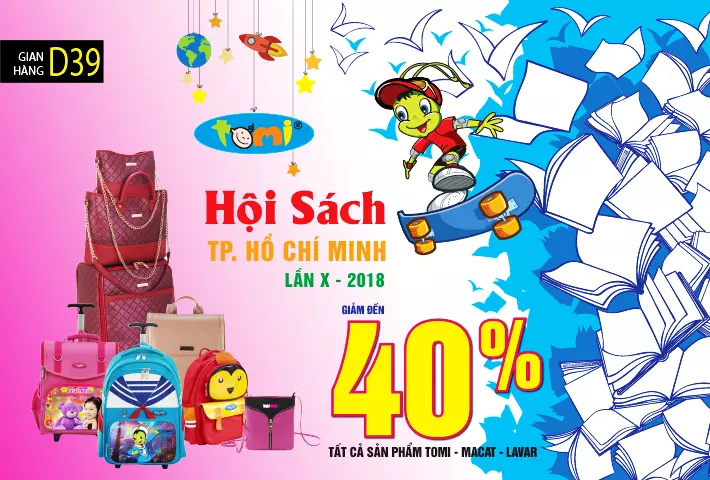 GIAN
HÀNG D39
tomi®
Hội Sách
TP. HỒ CHÍ MINH
LẦN X - 2018
GIẢM ĐẾN
40%
TẤT CẢ SẢN PHẨM TOMI - MACAT - LAVAR